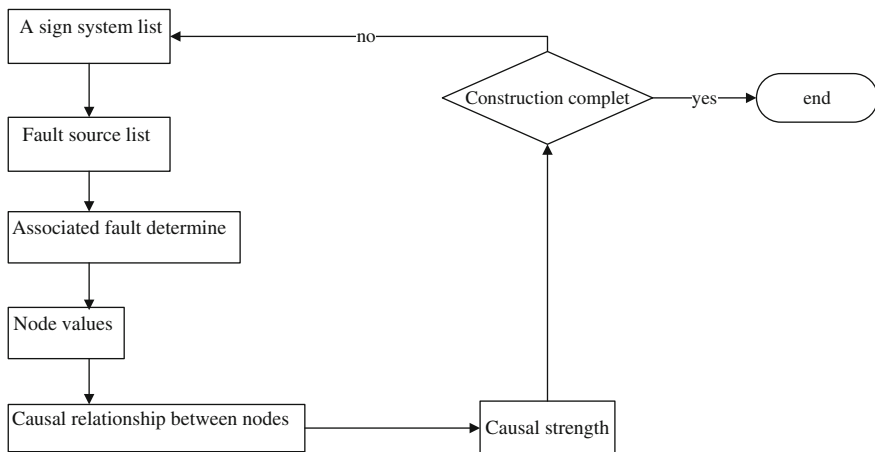 A sign system list
Fault source list
Associated fault determine
Node values
Causal relationship between nodes
Causal strength
Construction complet
no
yes
end